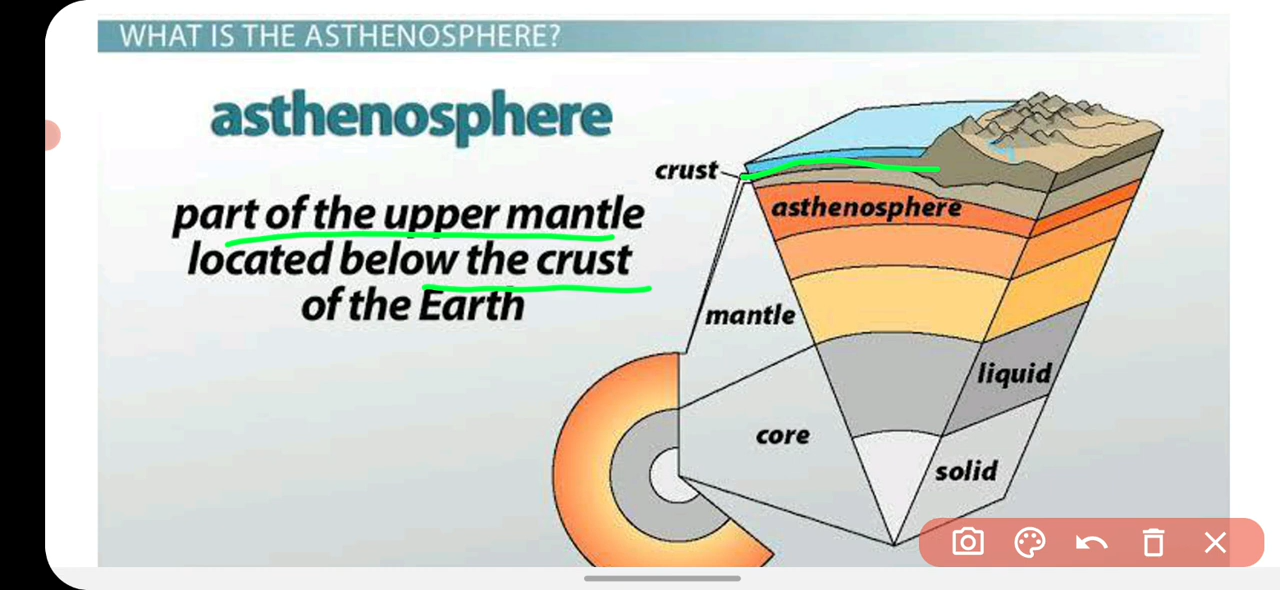 WHAT IS THE ASTHENOSPHERE?
asthenosphere
part of the upper mantle
located below the crust
of the Earth
crust
asthenosphere
mantle
liquid
core
solid